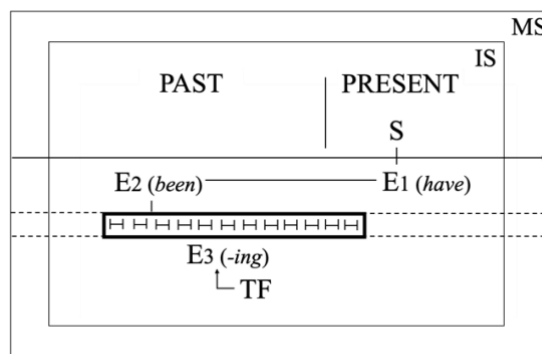 MS
IS
PAST PRESENT
S
E2 (been) E1 (have)
E3 (-ing)
TF